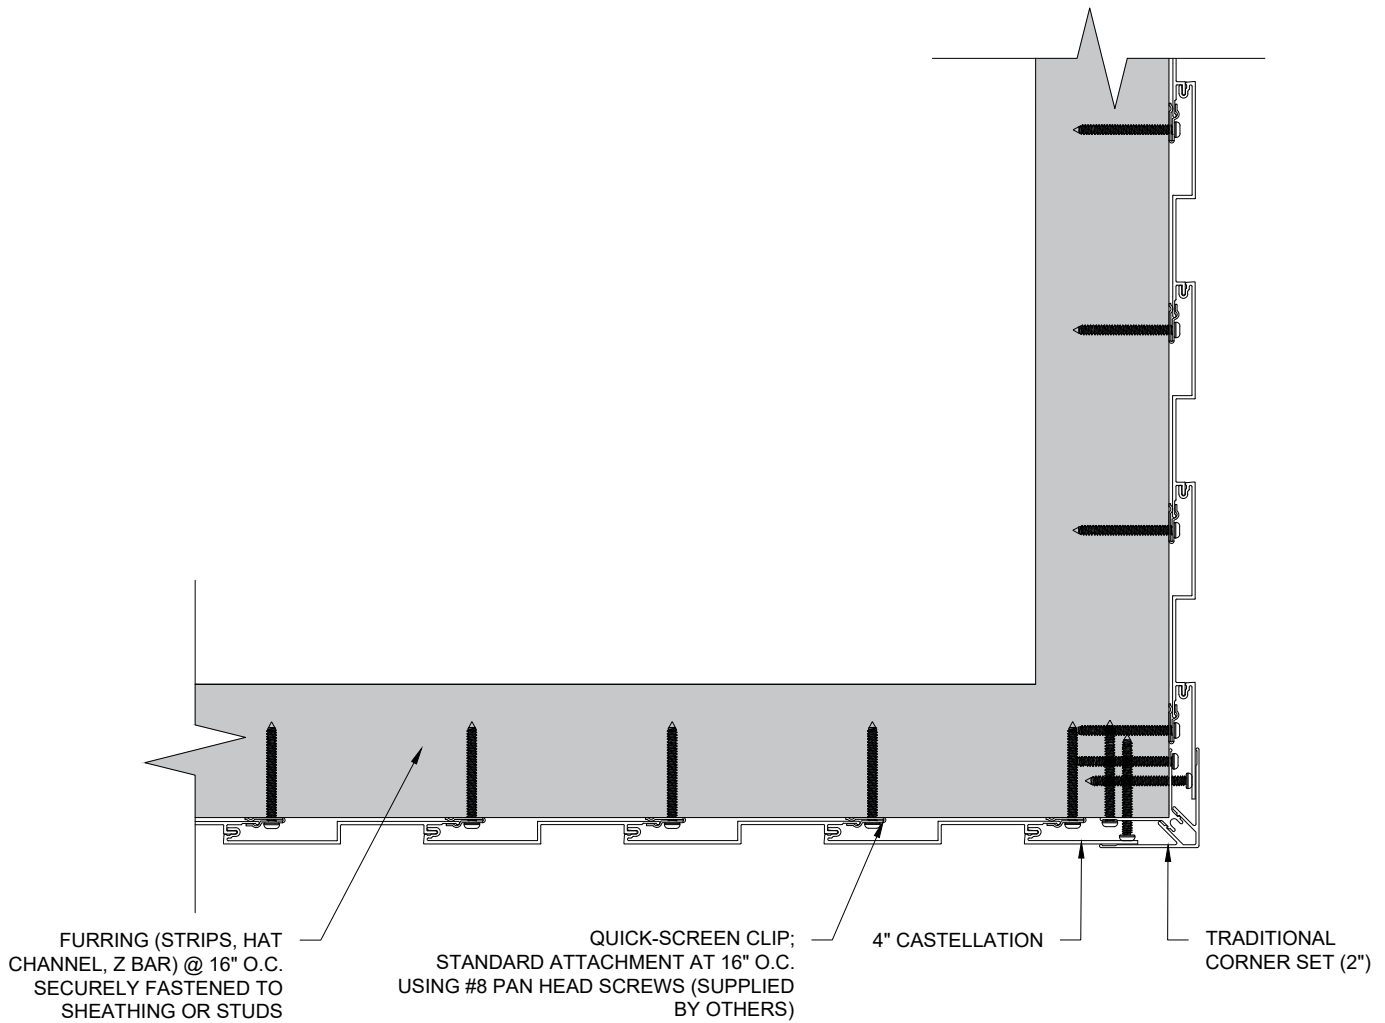 FURRING (STRIPS, HAT
CHANNEL, Z BAR) @ 16" O.C.
SECURELY FASTENED TO
SHEATHING OR STUDS
QUICK-SCREEN CLIP;
STANDARD ATTACHMENT AT 16" O.C.
USING #8 PAN HEAD SCREWS (SUPPLIED
BY OTHERS)
4" CASTELLATION
TRADITIONAL
CORNER SET (2")